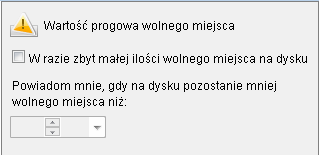 Wartość progowa wolnego miejsca
W razie zbyt małej ilości wolnego miejsca na dysku
Powiadom mnie, gdy na dysku pozostanie mniej
wolnego miejsca niż: